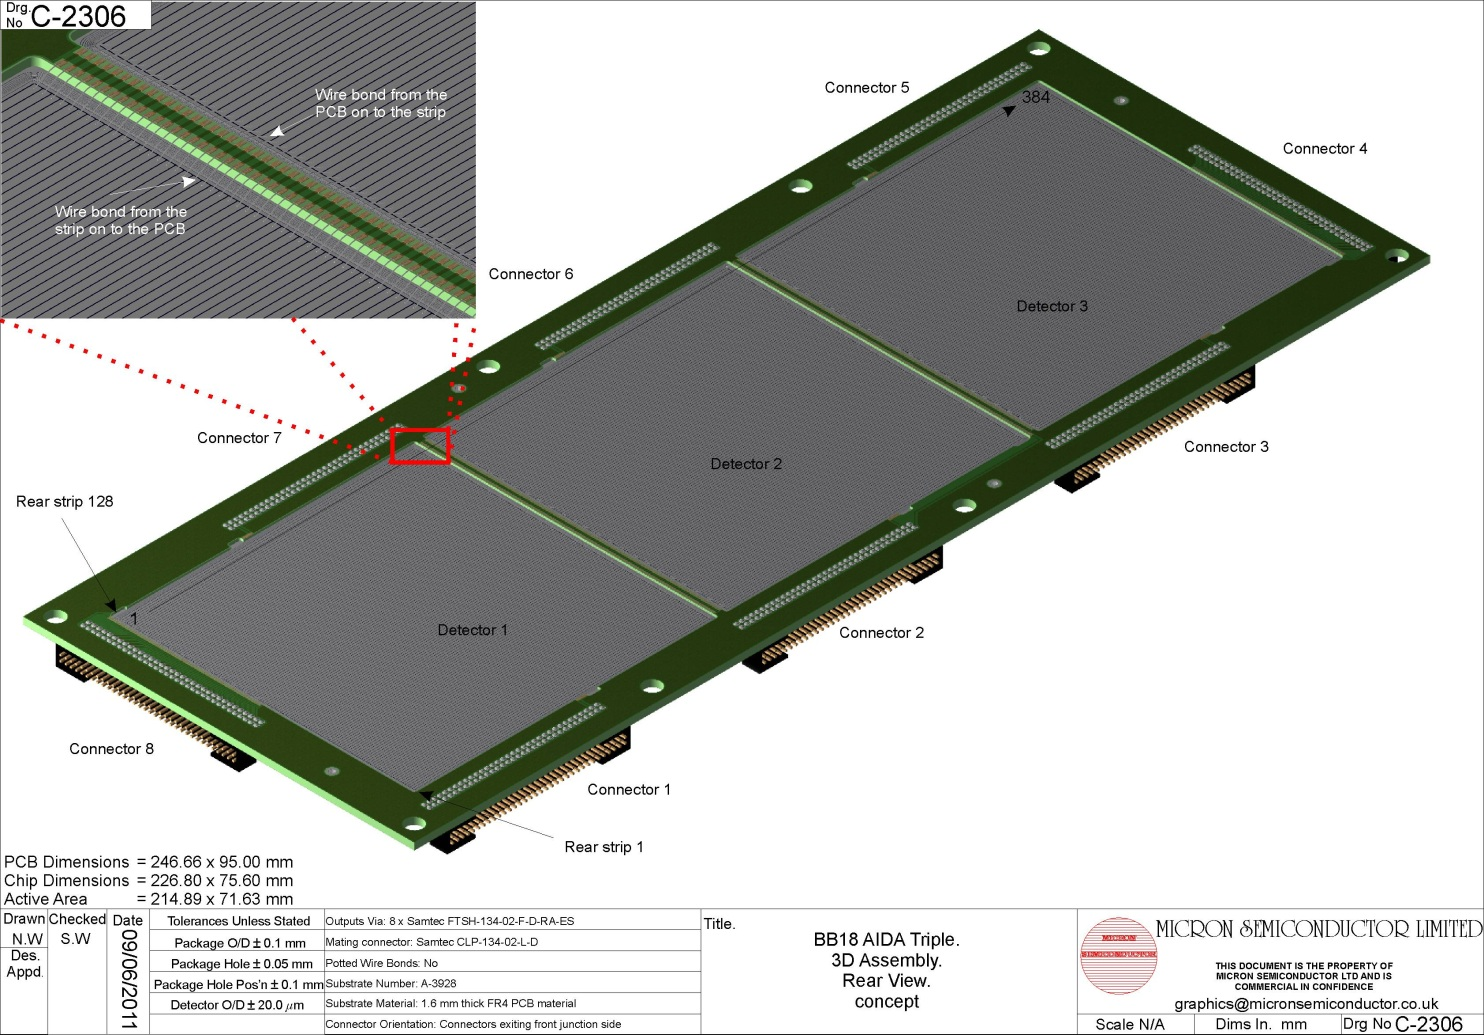 Drg.
No C-2306
Wire bond from the
PCB on to the strip
Wire bond from the
strip on to the PCB
Connector 5
384
Connector 4
Connector 6
Detector 3
Connector 7
Connector 3
Detector 2
Rear strip 128
1
Detector 1
Connector 2
Connector 8
Connector 1
Rear strip 1
PCB Dimensions = 246.66 x 95.00 mm
Chip Dimensions = 226.80 x 75.60 mm
Active Area = 214.89 x 71.63 mm
Drawn
N.W
Des.
Appd.
Checked
S.W
Date
09/06/2011
Tolerances Unless Stated
Package O/D ± 0.1 mm
Package Hole ± 0.05 mm
Package Hole Pos'n ± 0.1 mm
Detector O/D ± 20.0 μm
Outputs Via: 8 x Samtec FTSH-134-02-F-D-RA-ES
Mating connector: Samtec CLP-134-02-L-D
Potted Wire Bonds: No
Substrate Number: A-3928
Substrate Material: 1.6 mm thick FR4 PCB material
Connector Orientation: Connectors exiting front junction side
Title.
BB18 AIDA Triple.
3D Assembly.
Rear View.
concept
MICRON
SEMICONDUCTOR
MICRON SEMICONDUCTOR LIMITED
THIS DOCUMENT IS THE PROPERTY OF
MICRON SEMICONDUCTOR LTD AND IS
COMMERCIAL IN CONFIDENCE
graphics@micronsemiconductor.co.uk
Scale N/A
Dims In. mm
Drg No C-2306